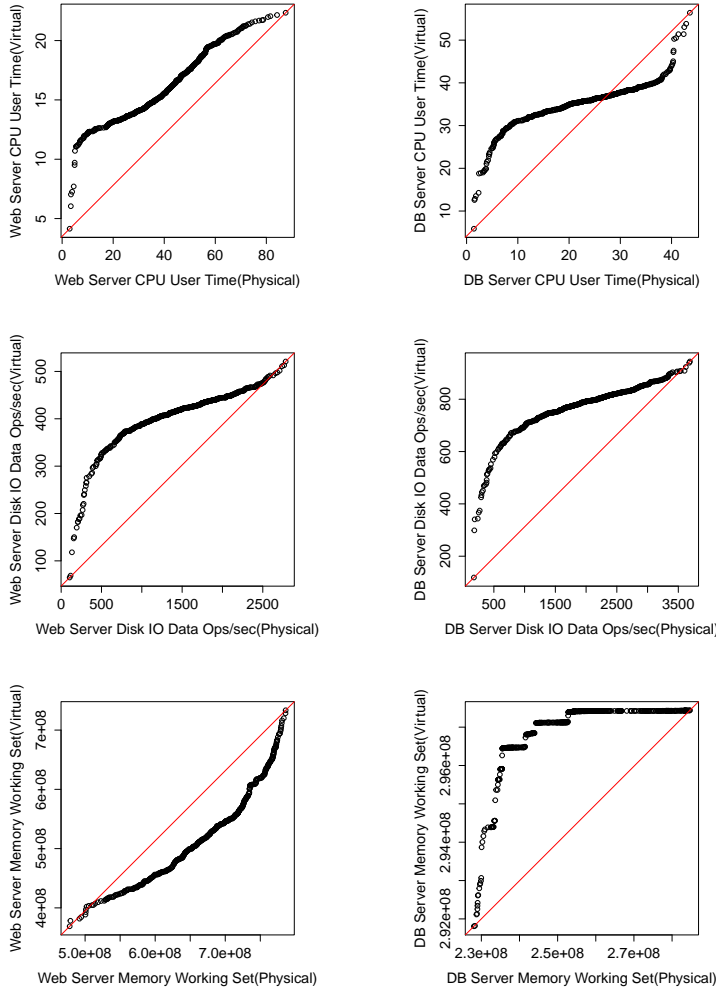 Web Server CPU User Time(Virtual)
5 10 15 20
0 20 40 60 80
Web Server CPU User Time(Physical)
DB Server CPU User Time(Virtual)
10 20 30 40 50
0 10 20 30 40
DB Server CPU User Time(Physical)
Web Server Disk IO Data Ops/sec(Virtual)
100 200 300 400 500
0 500 1500 2500
Web Server Disk IO Data Ops/sec(Physical)
DB Server Disk IO Data Ops/sec(Virtual)
200 400 600 800
500 1500 2500 3500
DB Server Disk IO Data Ops/sec(Physical)
Web Server Memory Working Set(Virtual)
4e+08 5e+08 6e+08 7e+08
5.0e+08 6.0e+08 7.0e+08
Web Server Memory Working Set(Physical)
DB Server Memory Working Set(Virtual)
2.92e+08 2.94e+08 2.96e+08
2.3e+08 2.5e+08 2.7e+08
DB Server Memory Working Set(Physical)